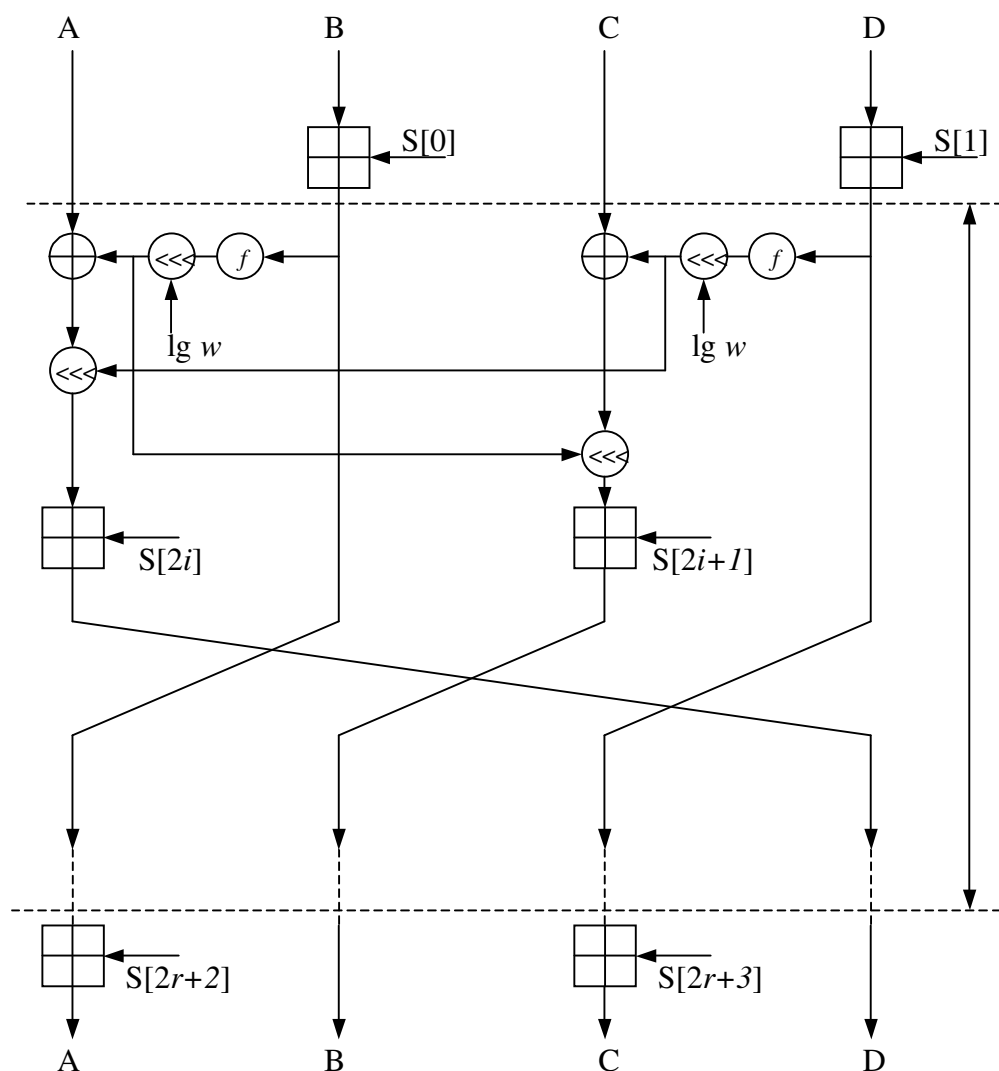 A B C D
S[0] S[1]
<<< f <<< f
lg w lg w
<<<
<<<
S[2i] S[2i+1]
S[2r+2] S[2r+3]
A B C D